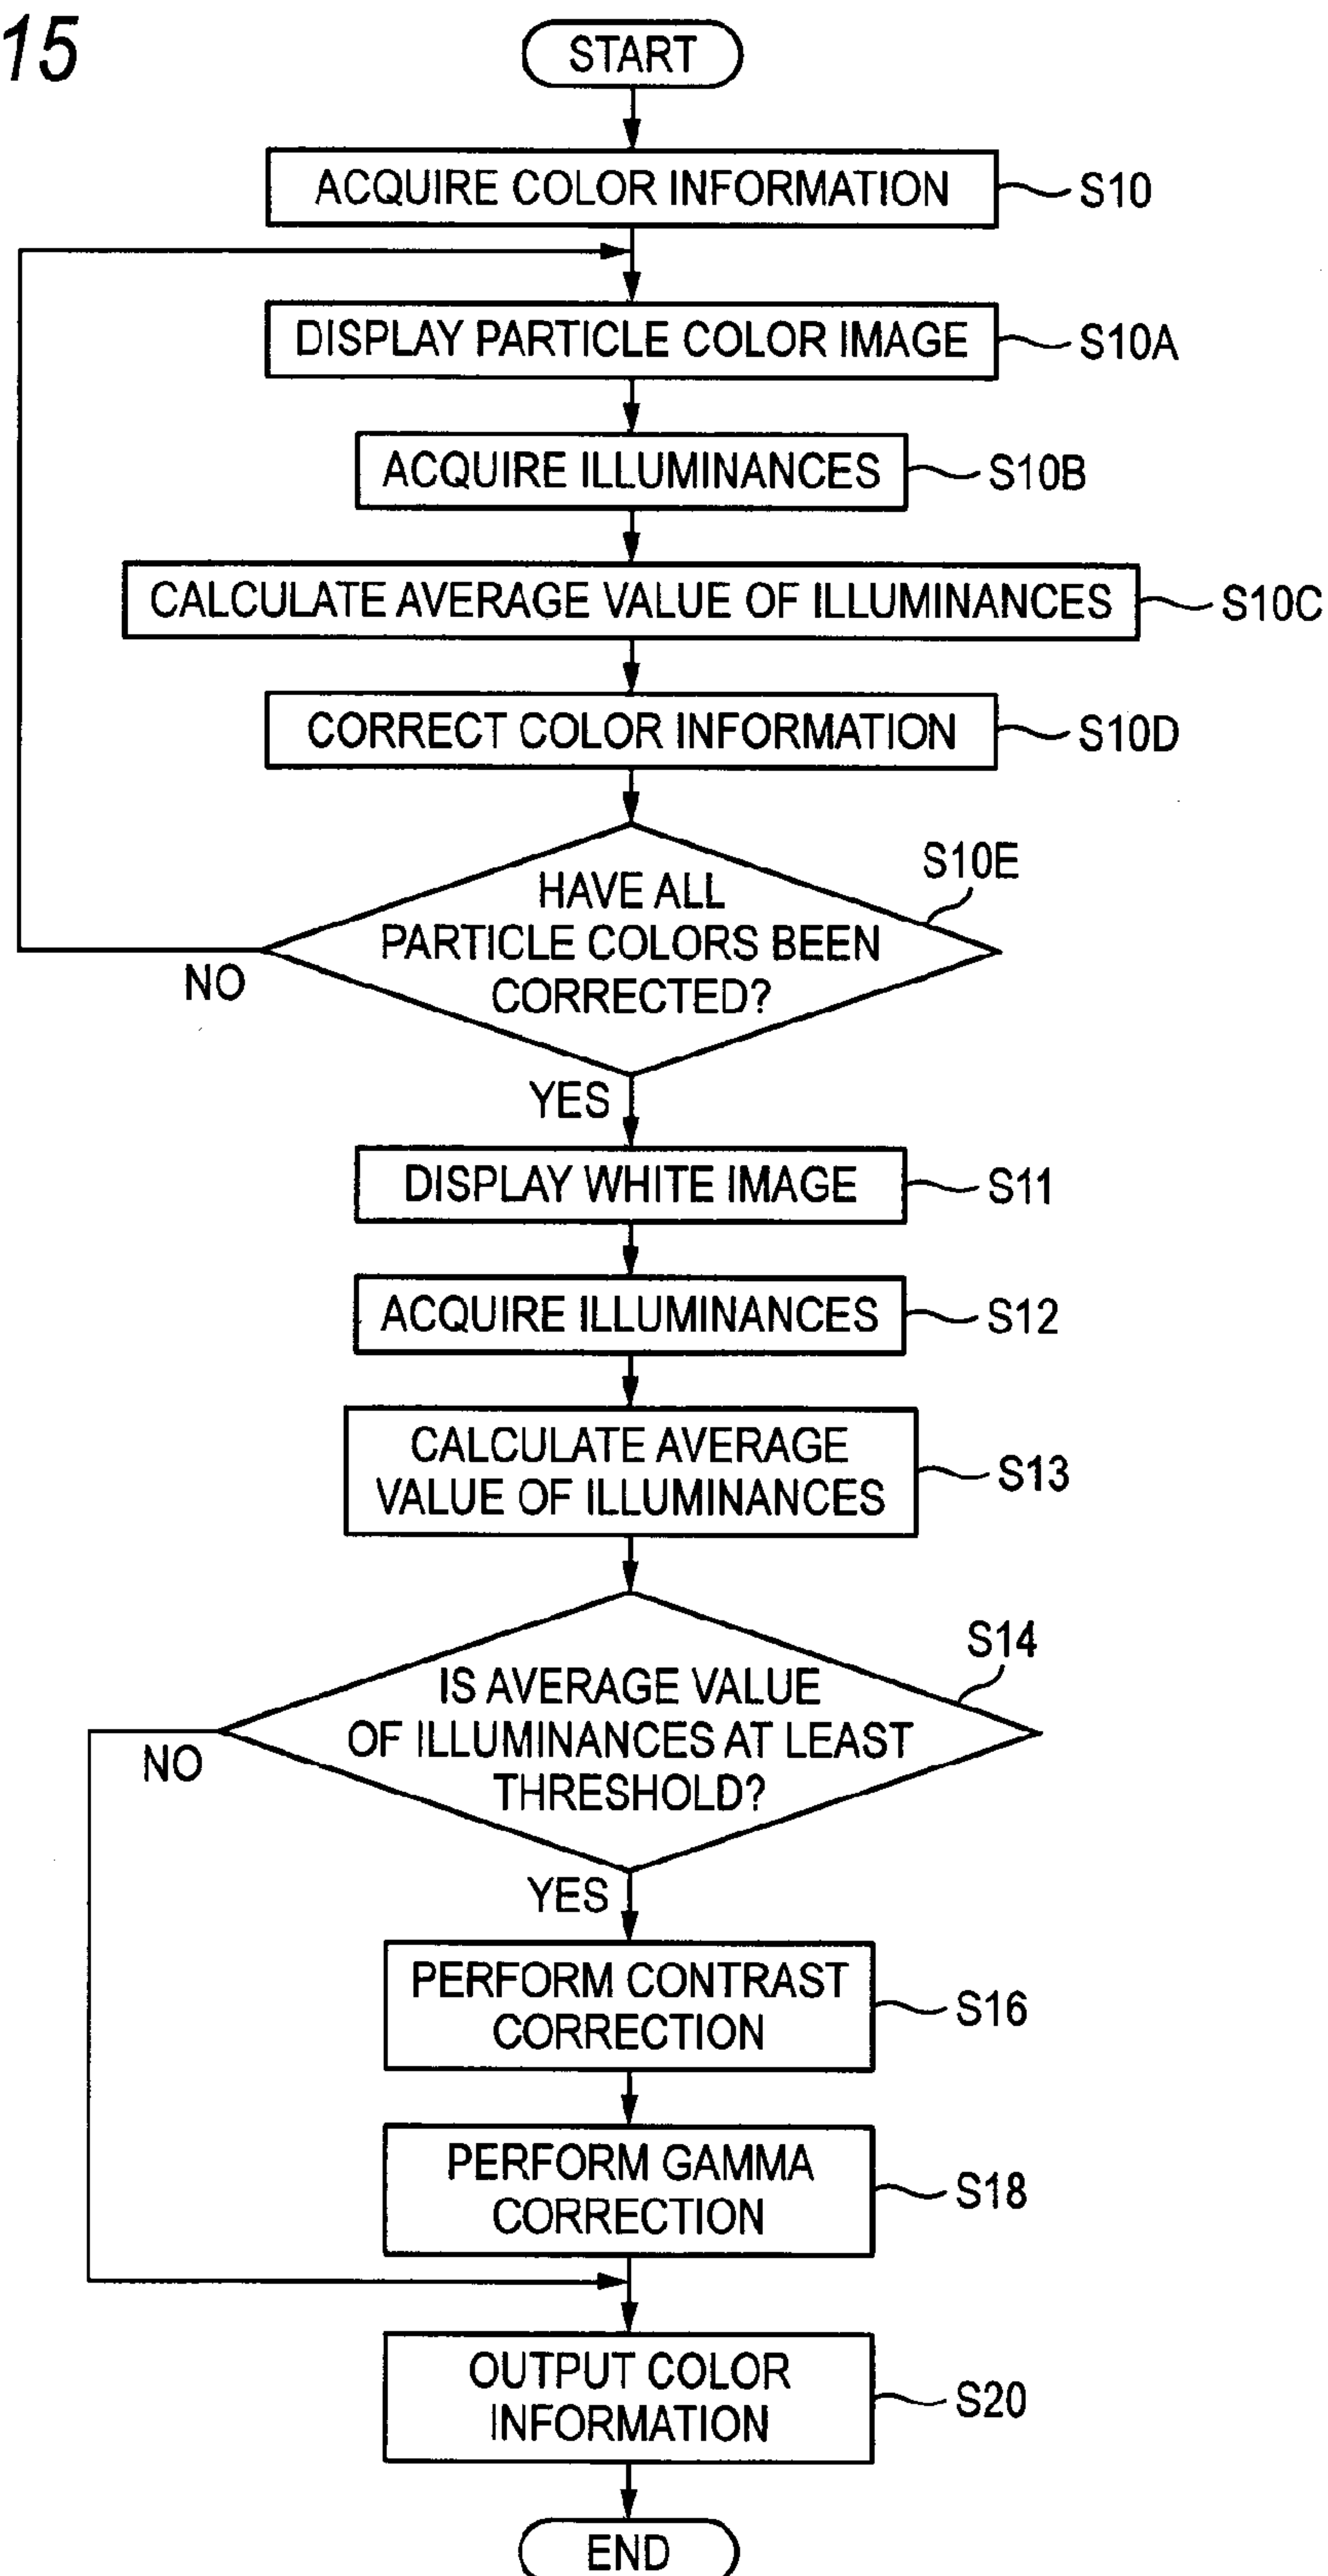 15
START
ACQUIRE COLOR INFORMATION
S10
DISPLAY PARTICLE COLOR IMAGE
S10A
ACQUIRE ILLUMINANCES
S10B
CALCULATE AVERAGE VALUE OF ILLUMINANCES
S10C
CORRECT COLOR INFORMATION
S10D
S10E
HAVE ALL
PARTICLE COLORS BEEN
CORRECTED?
NO
YES
DISPLAY WHITE IMAGE
S11
ACQUIRE ILLUMINANCES
S12
CALCULATE AVERAGE
VALUE OF ILLUMINANCES
S13
S14
IS AVERAGE VALUE
OF ILLUMINANCES AT LEAST
THRESHOLD?
NO
YES
PERFORM CONTRAST
CORRECTION
S16
PERFORM GAMMA
CORRECTION
S18
OUTPUT COLOR
INFORMATION
S20
END